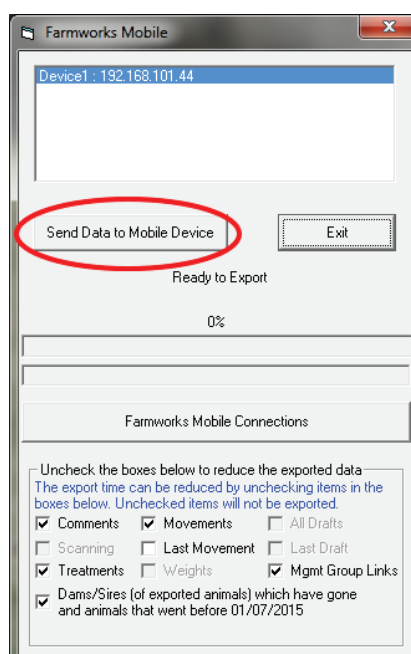 Farmworks Mobile
Device1 : 192.168.101.44
Send Data to Mobile Device
Exit
Ready to Export
0%
Farmworks Mobile Connections
Uncheck the boxes below to reduce the exported data
The export time can be reduced by unchecking items in the
boxes below. Unchecked items will not be exported.
Comments Movements All Drafts
Scanning Last Movement Last Draft
Treatments Weights Mgmt Group Links
Dams/Sires (of exported animals) which have gone
and animals that went before 01/07/2015